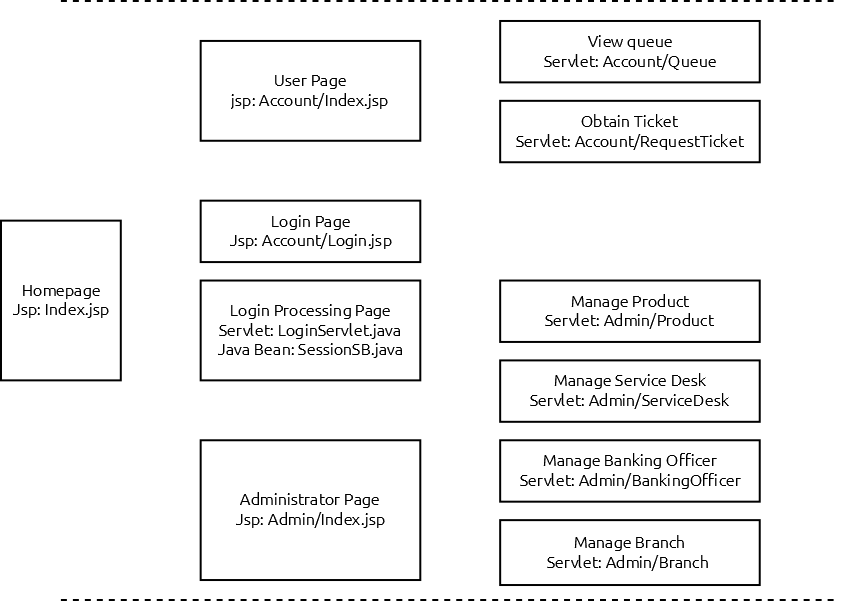 User Page
jsp: Account/Index.jsp
View queue
Servlet: Account/Queue
Obtain Ticket
Servlet: Account/RequestTicket
Homepage
Jsp: Index.jsp
Login Page
Jsp: Account/Login.jsp
Login Processing Page
Servlet: LoginServlet.java
Java Bean: SessionSB.java
Administrator Page
Jsp: Admin/Index.jsp
Manage Product
Servlet: Admin/Product
Manage Service Desk
Servlet: Admin/ServiceDesk
Manage Banking Officer
Servlet: Admin/BankingOfficer
Manage Branch
Servlet: Admin/Branch